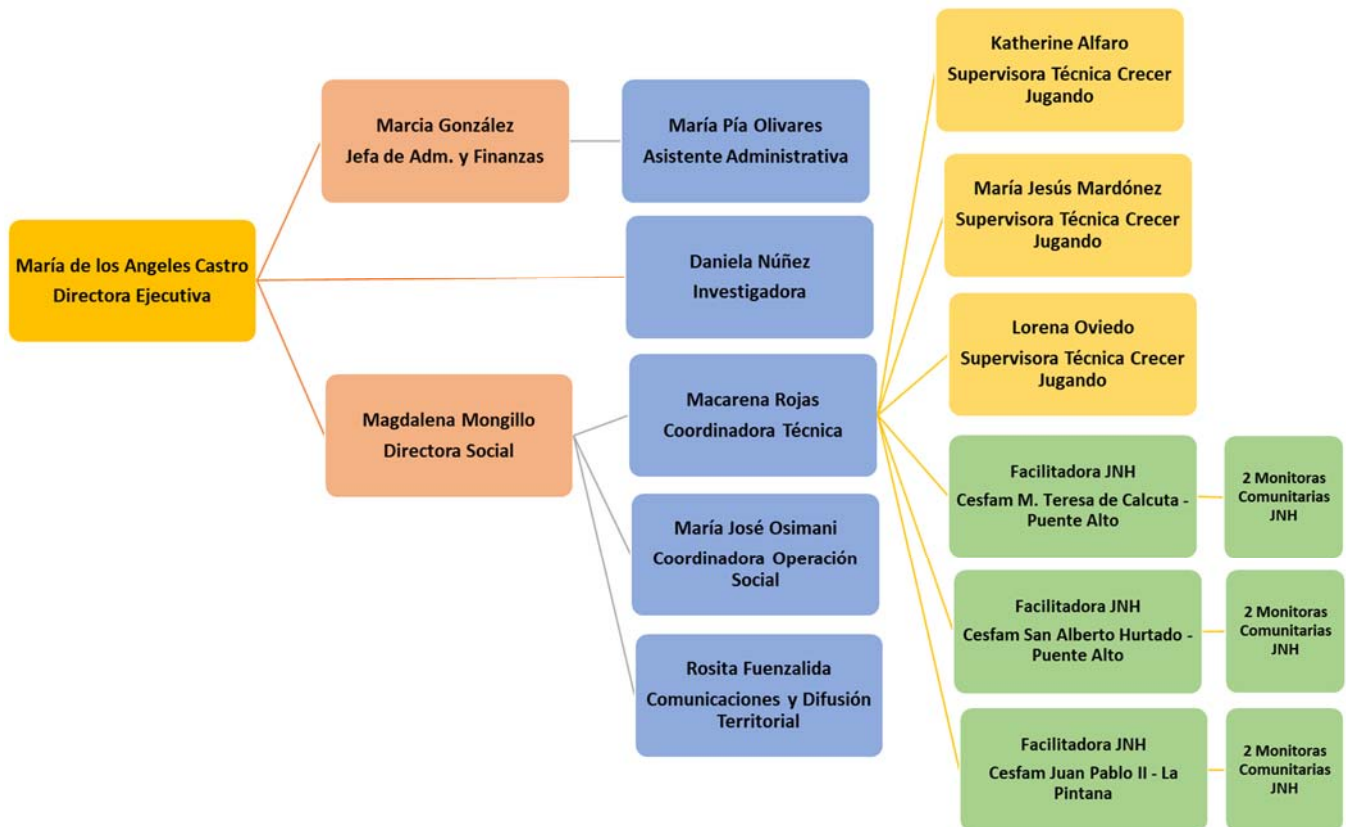 María de los Angeles Castro
Directora Ejecutiva
Marcia González
Jefa de Adm. y Finanzas
Magdalena Mongillo
Directora Social
María Pía Olivares
Asistente Administrativa
Daniela Núñez
Investigadora
Macarena Rojas
Coordinadora Técnica
María José Osimani
Coordinadora Operación
Social
Rosita Fuenzalida
Comunicaciones y Difusión
Territorial
Katherine Alfaro
Supervisora Técnica Crecer
Jugando
María Jesús Mardónez
Supervisora Técnica Crecer
Jugando
Lorena Oviedo
Supervisora Técnica Crecer
Jugando
Facilitadora JNH
Cesfam M. Teresa de Calcuta -
Puente Alto
2 Monitoras
Comunitarias
JNH
Facilitadora JNH
Cesfam San Alberto Hurtado -
Puente Alto
2 Monitoras
Comunitarias
JNH
Facilitadora JNH
Cesfam Juan Pablo II - La
Pintana
2 Monitoras
Comunitarias
JNH